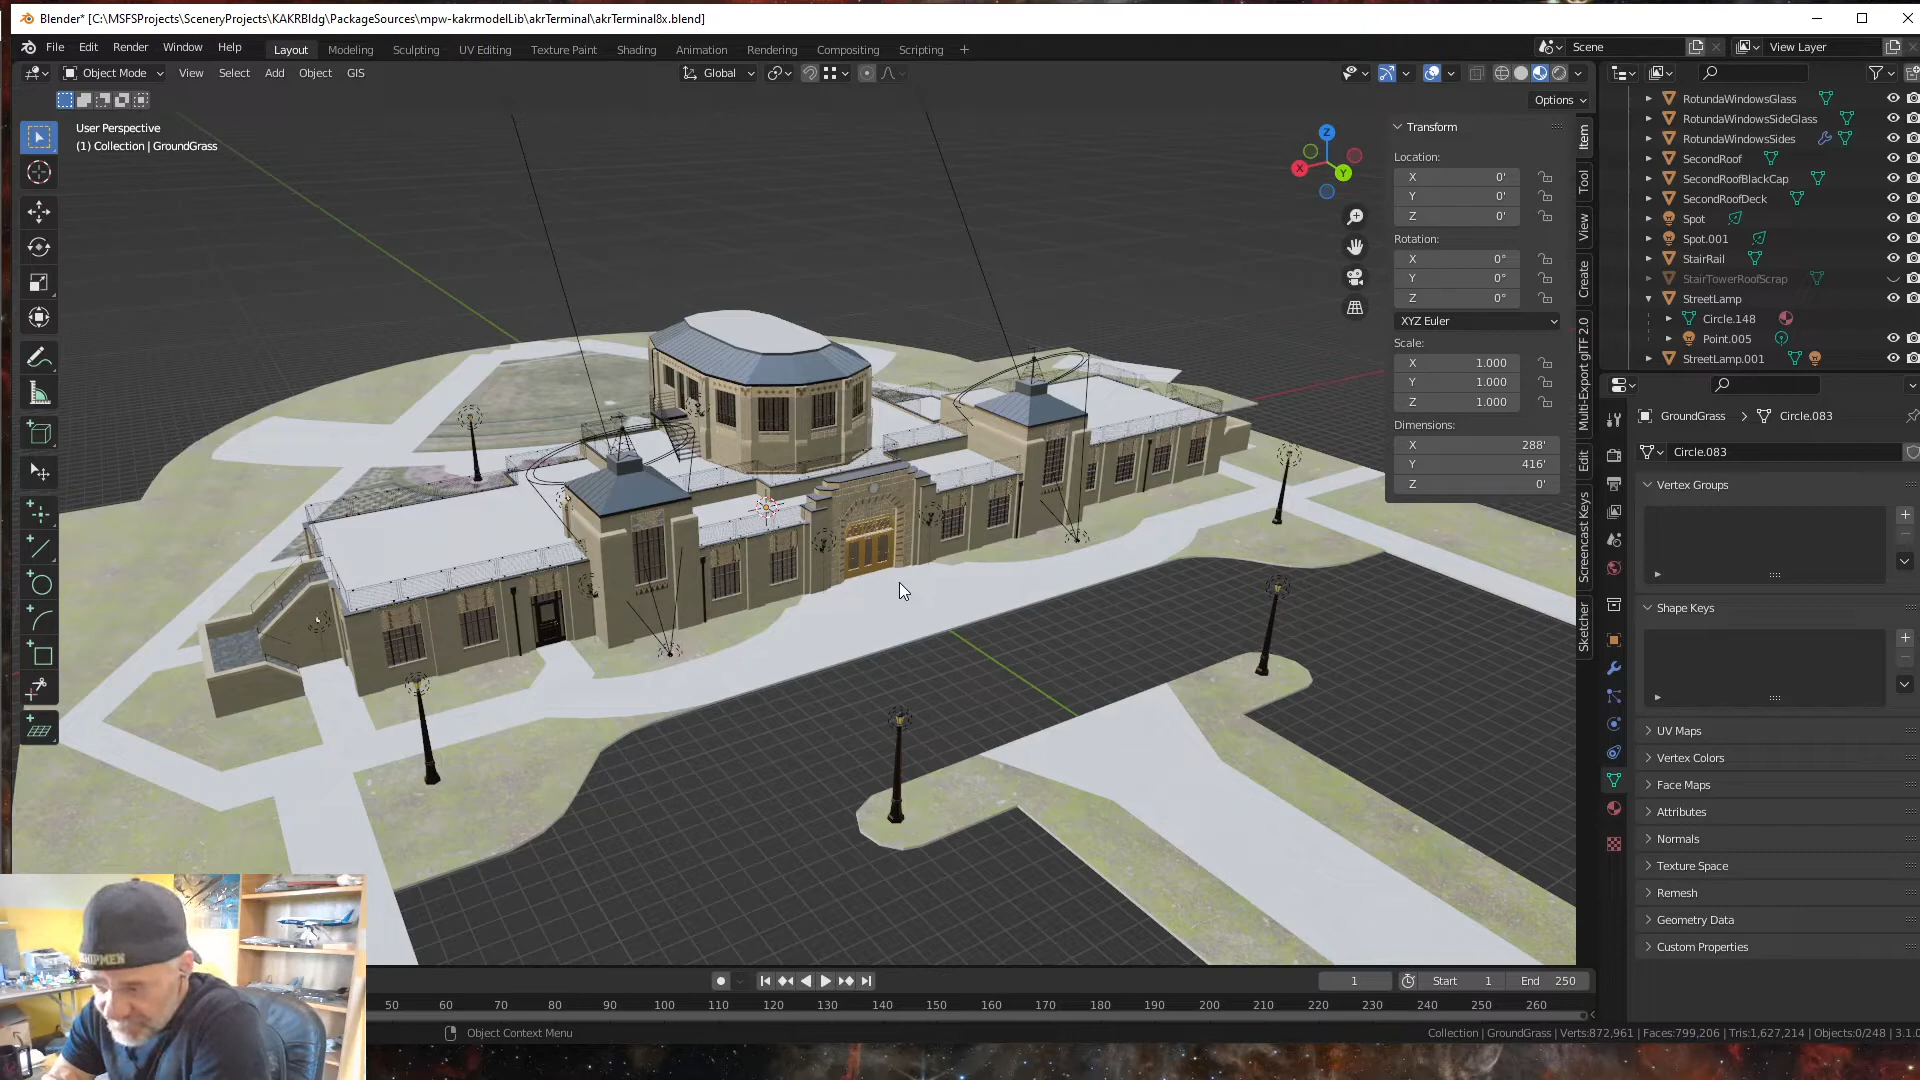 Blender* [C:\MSFSProjects\SceneryProjects\KAKRBldg\PackageSources\mpw-kakrmodelLib\akrTerminal\akrTerminal8x.blend]
File Edit Render Window Help Layout Modeling Sculpting UV Editing Texture Paint Shading Animation Rendering Compositing Scripting + Scene View Layer
Object Mode View Select Add Object GIS Global
Options
User Perspective
(1) Collection | GroundGrass
Z
X
Y
Transform
Location:
X 0'
Y 0'
Z 0'
Rotation:
X 0°
Y 0°
Z 0°
XYZ Euler
Scale:
X 1.000
Y 1.000
Z 1.000
Dimensions:
X 288'
Y 416'
Z 0'
Item
Tool
View
Create
Multi-Export glTF 2.0
Edit
Screencast Keys
Sketcher
RotundaWindowsGlass
RotundaWindowsSideGlass
RotundaWindowsSides
SecondRoof
SecondRoofBlackCap
SecondRoofDeck
Spot
Spot.001
StairRail
StairTowerRoofScrap
StreetLamp
Circle.148
Point.005
StreetLamp.001
GroundGrass > Circle.083
Circle.083
Vertex Groups
Shape Keys
UV Maps
Vertex Colors
Face Maps
Attributes
Normals
Texture Space
Remesh
Geometry Data
Custom Properties
1 Start 1 End 250
50 60 70 80 90 100 110 120 130 140 150 160 170 180 190 200 210 220 230 240 250 260
Object Context Menu
Collection | GroundGrass | Verts:872,961 | Faces:799,206 | Tris:1,627,214 | Objects:0/248 | 3.1.0